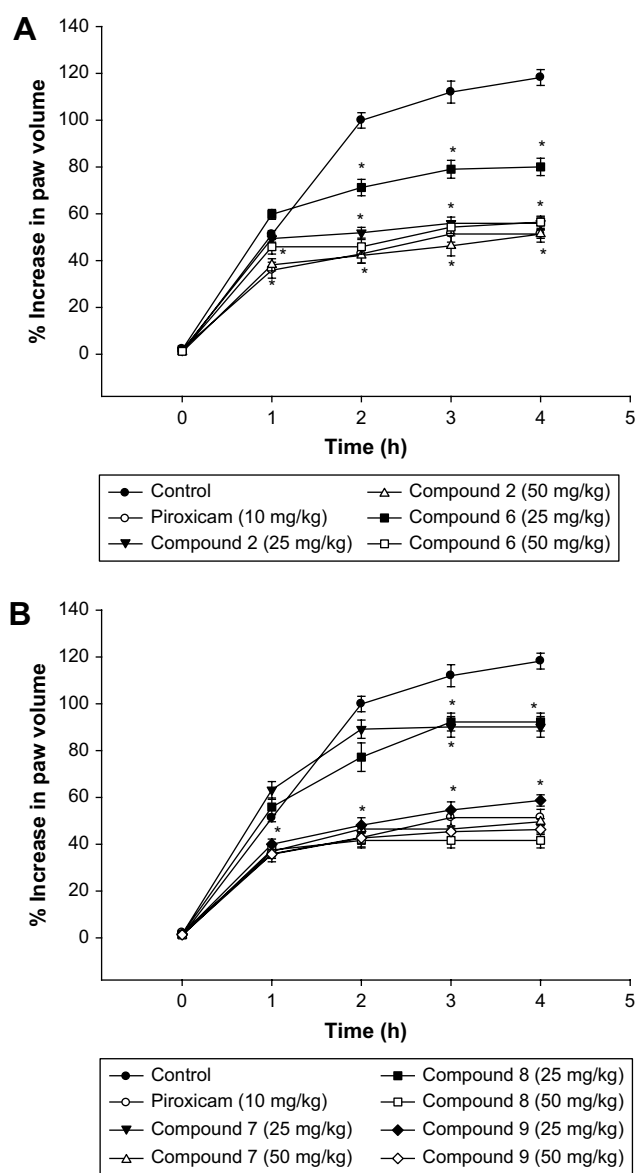 A
% Increase in paw volume
140
120
100
80
60
40
20
0
* * *
* * *
*
* * * *
0 1 2 3 4 5
Time (h)
Control
Piroxicam (10 mg/kg)
Compound 2 (25 mg/kg)
Compound 2 (50 mg/kg)
Compound 6 (25 mg/kg)
Compound 6 (50 mg/kg)
B
% Increase in paw volume
140
120
100
80
60
40
20
0
* *
*
* * * *
0 1 2 3 4 5
Time (h)
Control
Piroxicam (10 mg/kg)
Compound 7 (25 mg/kg)
Compound 7 (50 mg/kg)
Compound 8 (25 mg/kg)
Compound 8 (50 mg/kg)
Compound 9 (25 mg/kg)
Compound 9 (50 mg/kg)